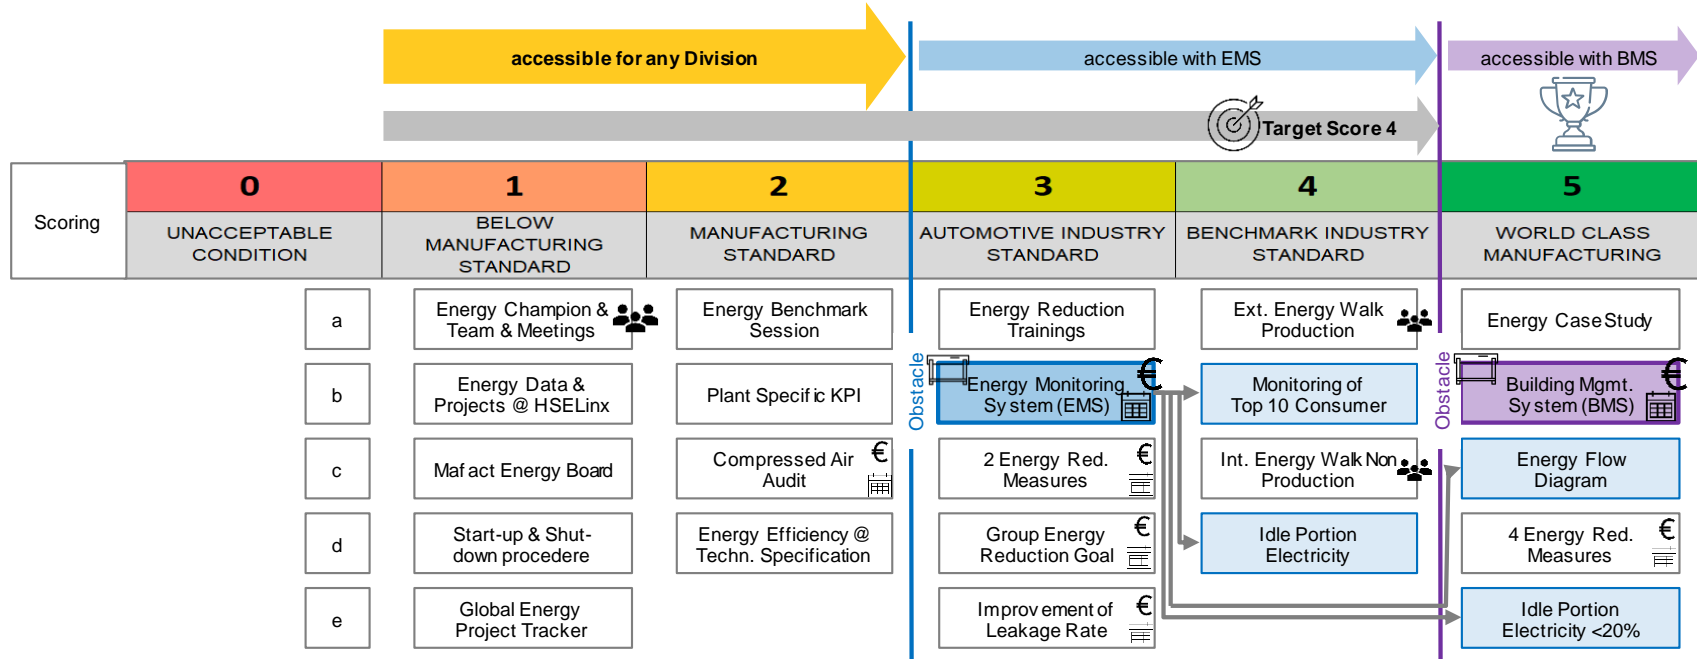 accessible for any Division
accessible with EMS
accessible with BMS
Target Score 4
Scoring
0
1
2
3
4
5
UNACCEPTABLE
CONDITION
BELOW
MANUFACTURING
STANDARD
MANUFACTURING
STANDARD
AUTOMOTIVE INDUSTRY
STANDARD
BENCHMARK INDUSTRY
STANDARD
WORLD CLASS
MANUFACTURING
a
Energy Champion &
Team & Meetings
Energy Benchmark
Session
Energy Reduction
Trainings
Ext. Energy Walk
Production
Energy Case Study
b
Energy Data &
Projects @ HSELinx
Plant Specific KPI
Obstacle
Energy Monitoring
System (EMS)
€
Monitoring of
Top 10 Consumer
Obstacle
Building Mgmt.
System (BMS)
€
c
Mafact Energy Board
Compressed Air
Audit
€
2 Energy Red.
Measures
€
Int. Energy Walk Non
Production
Energy Flow
Diagram
d
Start-up & Shut-
down procedere
Energy Efficiency @
Techn. Specification
Group Energy
Reduction Goal
€
Idle Portion
Electricity
4 Energy Red.
Measures
€
e
Global Energy
Project Tracker
Improvement of
Leakage Rate
€
Idle Portion
Electricity <20%